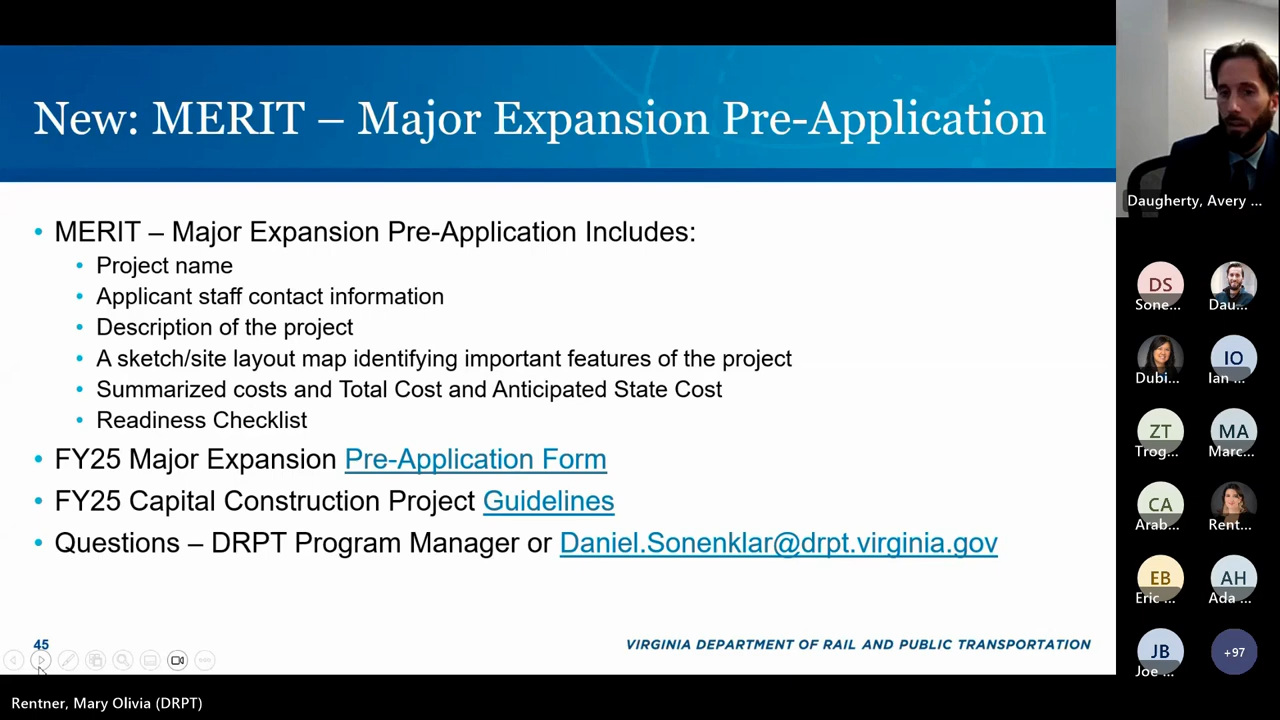 New: MERIT – Major Expansion Pre-Application
• MERIT – Major Expansion Pre-Application Includes:
• Project name
• Applicant staff contact information
• Description of the project
• A sketch/site layout map identifying important features of the project
• Summarized costs and Total Cost and Anticipated State Cost
• Readiness Checklist
• FY25 Major Expansion Pre-Application Form
• FY25 Capital Construction Project Guidelines
• Questions – DRPT Program Manager or Daniel.Sonenklar@drpt.virginia.gov
45
VIRGINIA DEPARTMENT OF RAIL AND PUBLIC TRANSPORTATION
Rentner, Mary Olivia (DRPT)
Daugherty, Avery ...
DS
Sone...
Dau...
Dubi...
IO
Ian ...
ZT
Trog...
MA
Marc...
CA
Arab...
Rent...
EB
Eric ...
AH
Ada ...
JB
Joe ...
+97